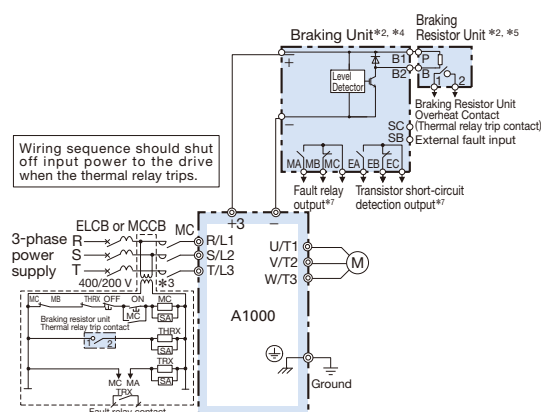 Braking Unit*2, *4
Braking
Resistor Unit *2, *5
+
Level
Detector
B1
B2
P
B
1 2
Braking Resistor Unit
Overheat Contact
(Thermal relay trip contact)
SC
SB
External fault input
−
MA MB MC EA EB EC
Fault relay
output*7
Transistor short-circuit
detection output*7
Wiring sequence should shut
off input power to the drive
when the thermal relay trips.
+3 −
ELCB or MCCB MC
3-phase
power
supply
R
S
T
R/L1
S/L2
T/L3
400/200 V *3
U/T1
V/T2
W/T3
M
A1000
Ground
MC MB THRX OFF ON MC
MC
SA
Braking resistor unit
Thermal relay trip contact
1 2
THRX
SA
TRX
SA
MC MA
TRX
Fault relay contact